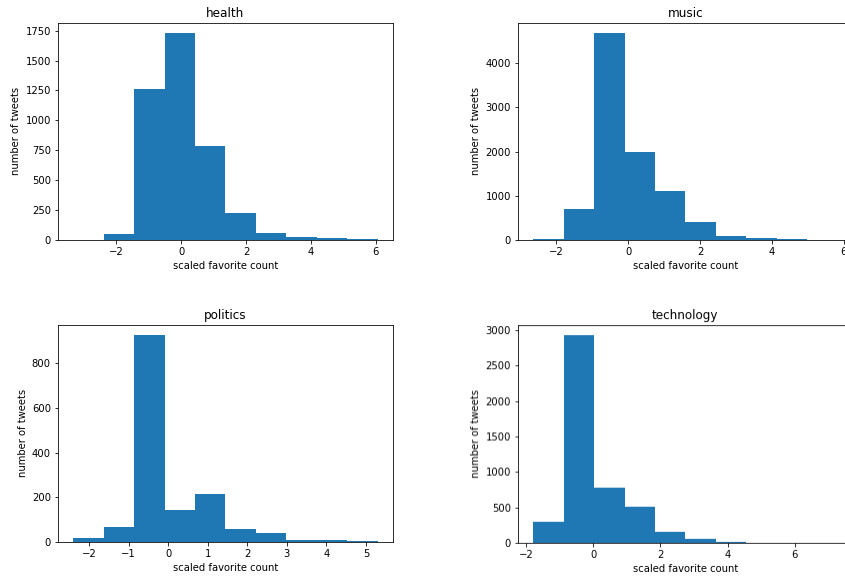 health
1750
1500
1250
1000
750
500
250
0
number of tweets
−2 0 2 4 6
scaled favorite count
music
4000
3000
2000
1000
0
number of tweets
−2 0 2 4 6
scaled favorite count
politics
800
600
400
200
0
number of tweets
−2 −1 0 1 2 3 4 5
scaled favorite count
technology
3000
2500
2000
1500
1000
500
0
number of tweets
−2 0 2 4 6
scaled favorite count